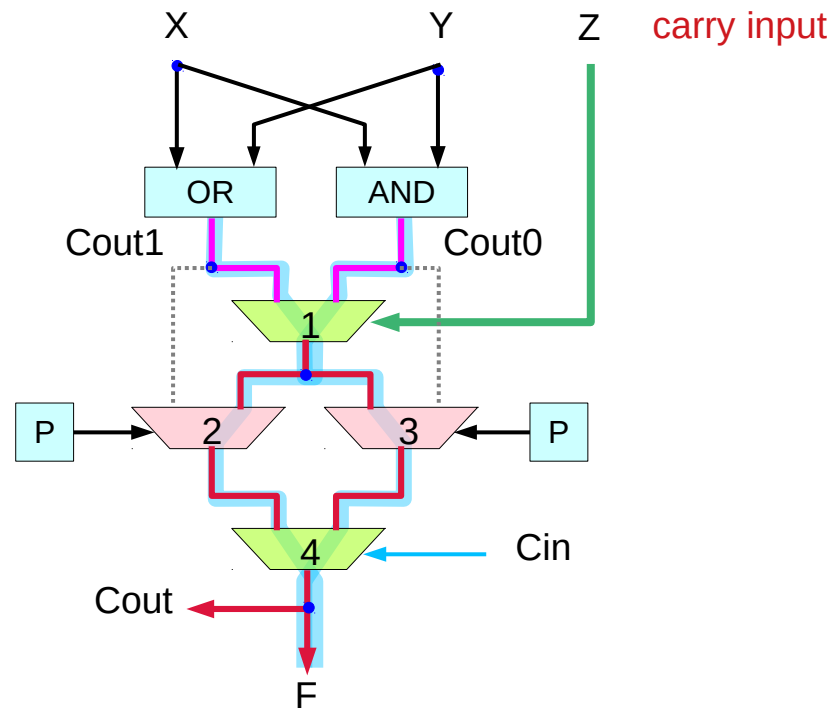 X Y Z carry input
OR AND
Cout1 Cout0
1
P 2 3 P
4 Cin
Cout
F